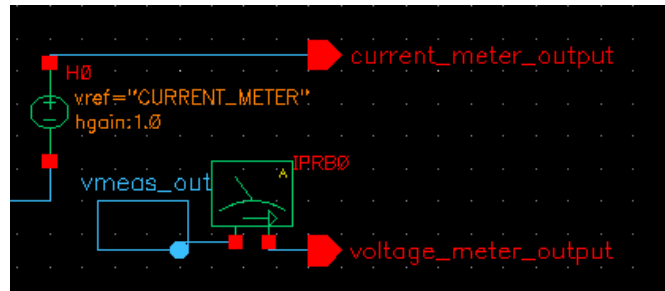 current_meter_output
H0
vref="CURRENT_METER"
hgain:1.0
IPRB0
A
vmeas_out
voltage_meter_output